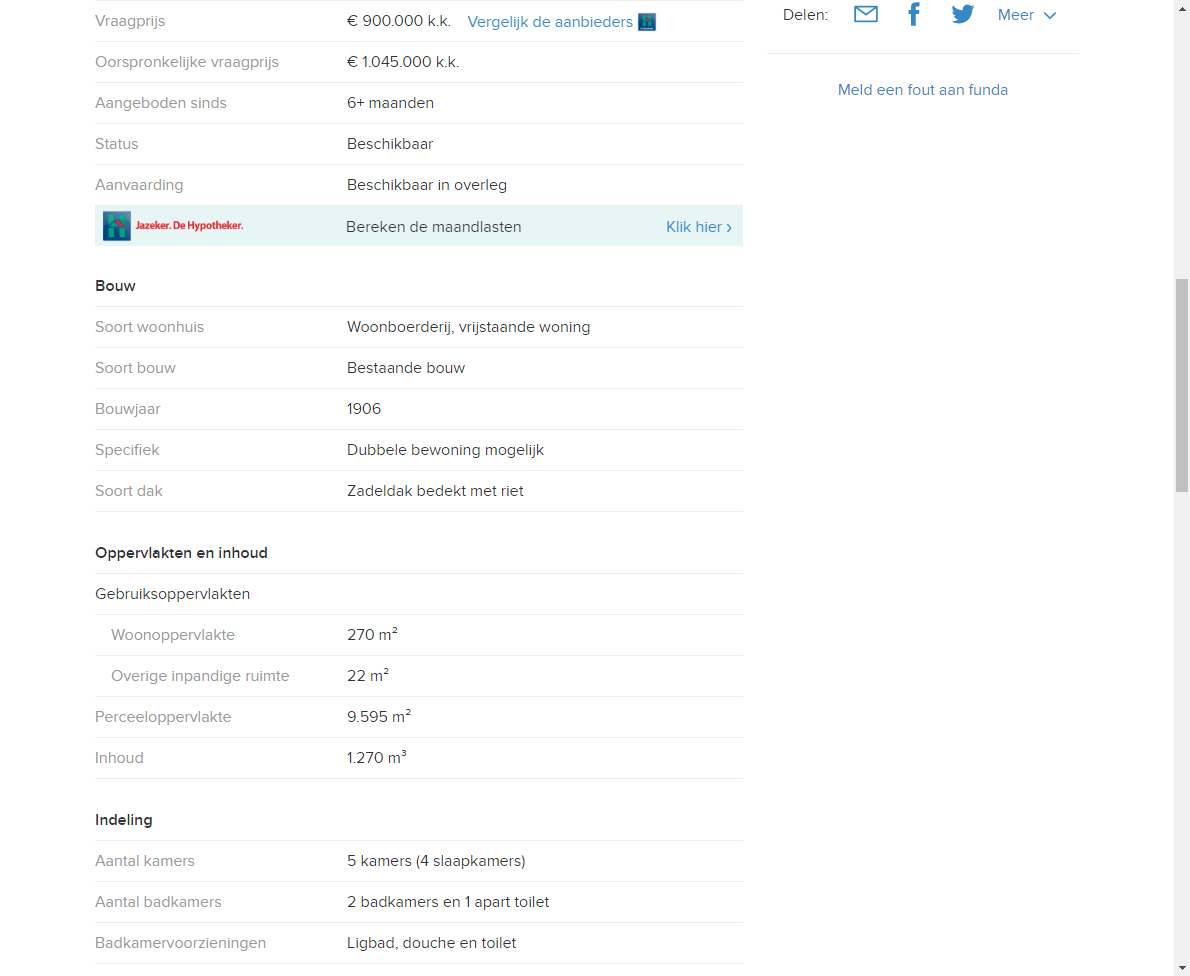 Vraagprijs € 900.000 k.k. Vergelijk de aanbieders
Oorspronkelijke vraagprijs € 1.045.000 k.k.
Aangeboden sinds 6+ maanden
Status Beschikbaar
Aanvaarding Beschikbaar in overleg
Jazeker. De Hypotheker. Bereken de maandlasten Klik hier ›
Bouw
Soort woonhuis Woonboerderij, vrijstaande woning
Soort bouw Bestaande bouw
Bouwjaar 1906
Specifiek Dubbele bewoning mogelijk
Soort dak Zadeldak bedekt met riet
Oppervlakten en inhoud
Gebruiksoppervlakten
Woonoppervlakte 270 m²
Overige inpandige ruimte 22 m²
Perceeloppervlakte 9.595 m²
Inhoud 1.270 m³
Indeling
Aantal kamers 5 kamers (4 slaapkamers)
Aantal badkamers 2 badkamers en 1 apart toilet
Badkamervoorzieningen Ligbad, douche en toilet
Delen: Meer
Meld een fout aan funda